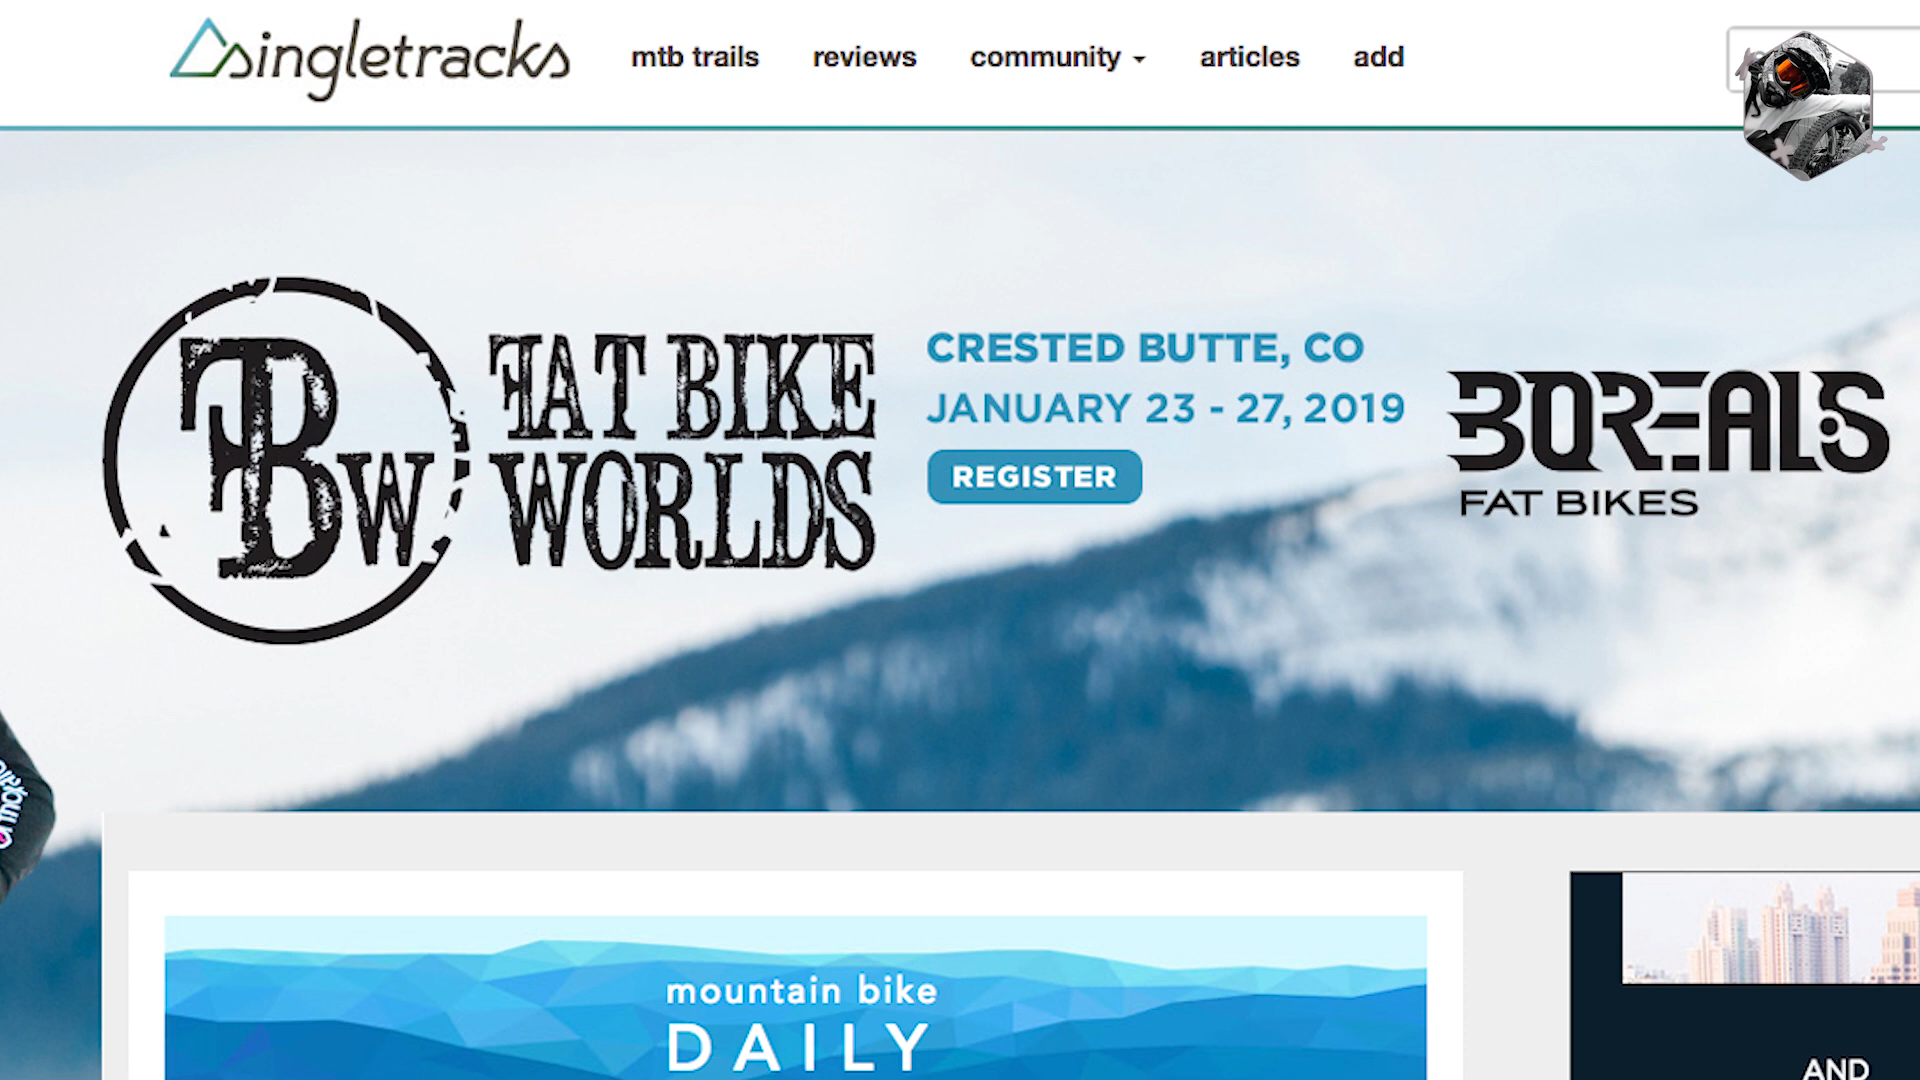 singletracks
mtb trails
reviews
community
articles
add
FBW
FAT BIKE
WORLDS
CRESTED BUTTE, CO
JANUARY 23 - 27, 2019
REGISTER
BOREALIS
FAT BIKES
mountain bike
DAILY
AND